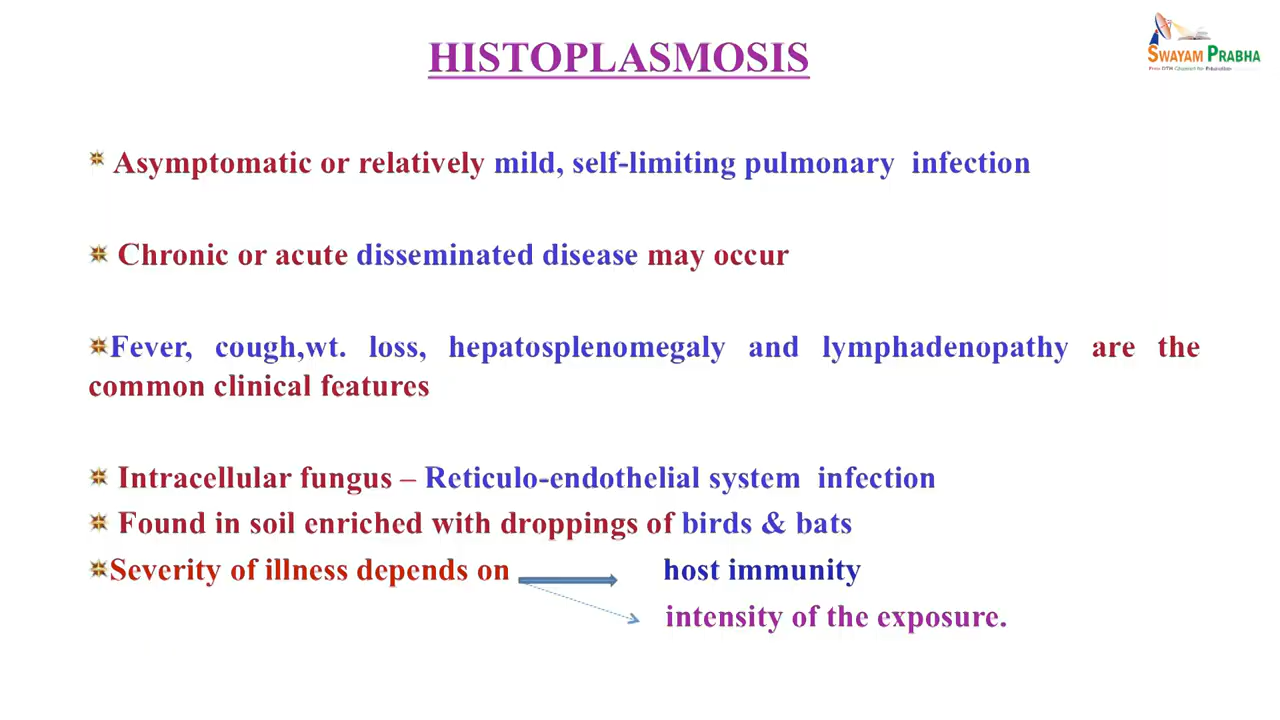 HISTOPLASMOSIS
SWAYAM PRABHA
Asymptomatic or relatively mild, self-limiting pulmonary infection
Chronic or acute disseminated disease may occur
Fever, cough,wt. loss, hepatosplenomegaly and lymphadenopathy are the
common clinical features
Intracellular fungus – Reticulo-endothelial system infection
Found in soil enriched with droppings of birds & bats
Severity of illness depends on host immunity
intensity of the exposure.